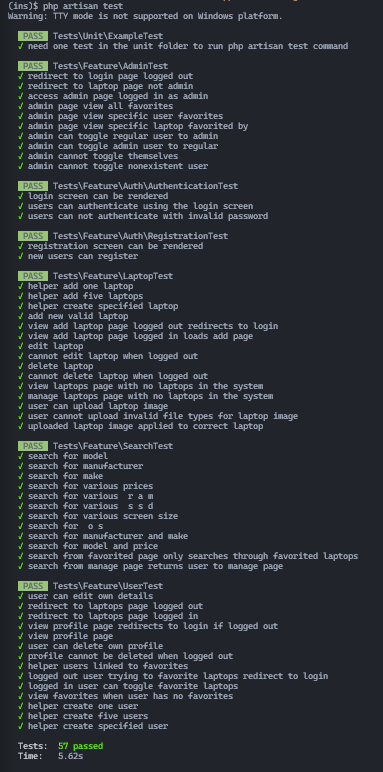 (ins)$ php artisan test
Warning: TTY mode is not supported on Windows platform.
PASS Tests\Unit\ExampleTest
✓ need one test in the unit folder to run php artisan test command
PASS Tests\Feature\AdminTest
✓ redirect to login page logged out
✓ redirect to laptop page not admin
✓ access admin page logged in as admin
✓ admin page view all favorites
✓ admin page view specific user favorites
✓ admin page view specific laptop favorited by
✓ admin can toggle regular user to admin
✓ admin can toggle admin user to regular
✓ admin cannot toggle themselves
✓ admin cannot toggle nonexistent user
PASS Tests\Feature\Auth\AuthenticationTest
✓ login screen can be rendered
✓ users can authenticate using the login screen
✓ users can not authenticate with invalid password
PASS Tests\Feature\Auth\RegistrationTest
✓ registration screen can be rendered
✓ new users can register
PASS Tests\Feature\LaptopTest
✓ helper add one laptop
✓ helper add five laptops
✓ helper create specified laptop
✓ add new valid laptop
✓ view add laptop page logged out redirects to login
✓ view add laptop page logged in loads add page
✓ edit laptop
✓ cannot edit laptop when logged out
✓ delete laptop
✓ cannot delete laptop when logged out
✓ view laptops page with no laptops in the system
✓ manage laptops page with no laptops in the system
✓ user can upload laptop image
✓ user cannot upload invalid file types for laptop image
✓ uploaded laptop image applied to correct laptop
PASS Tests\Feature\SearchTest
✓ search for model
✓ search for manufacturer
✓ search for make
✓ search for various prices
✓ search for various  r a m
✓ search for various  s s d
✓ search for various screen size
✓ search for  o s
✓ search for manufacturer and make
✓ search for model and price
✓ search from favorited page only searches through favorited laptops
✓ search from manage page returns user to manage page
PASS Tests\Feature\UserTest
✓ user can edit own details
✓ redirect to laptops page logged out
✓ redirect to laptops page logged in
✓ view profile page redirects to login if logged out
✓ view profile page
✓ user can delete own profile
✓ profile cannot be deleted when logged out
✓ helper users linked to favorites
✓ logged out user trying to favorite laptops redirect to login
✓ logged in user can toggle favorite laptops
✓ view favorites when user has no favorites
✓ helper create one user
✓ helper create five users
✓ helper create specified user
Tests:  57 passed
Time:   5.62s